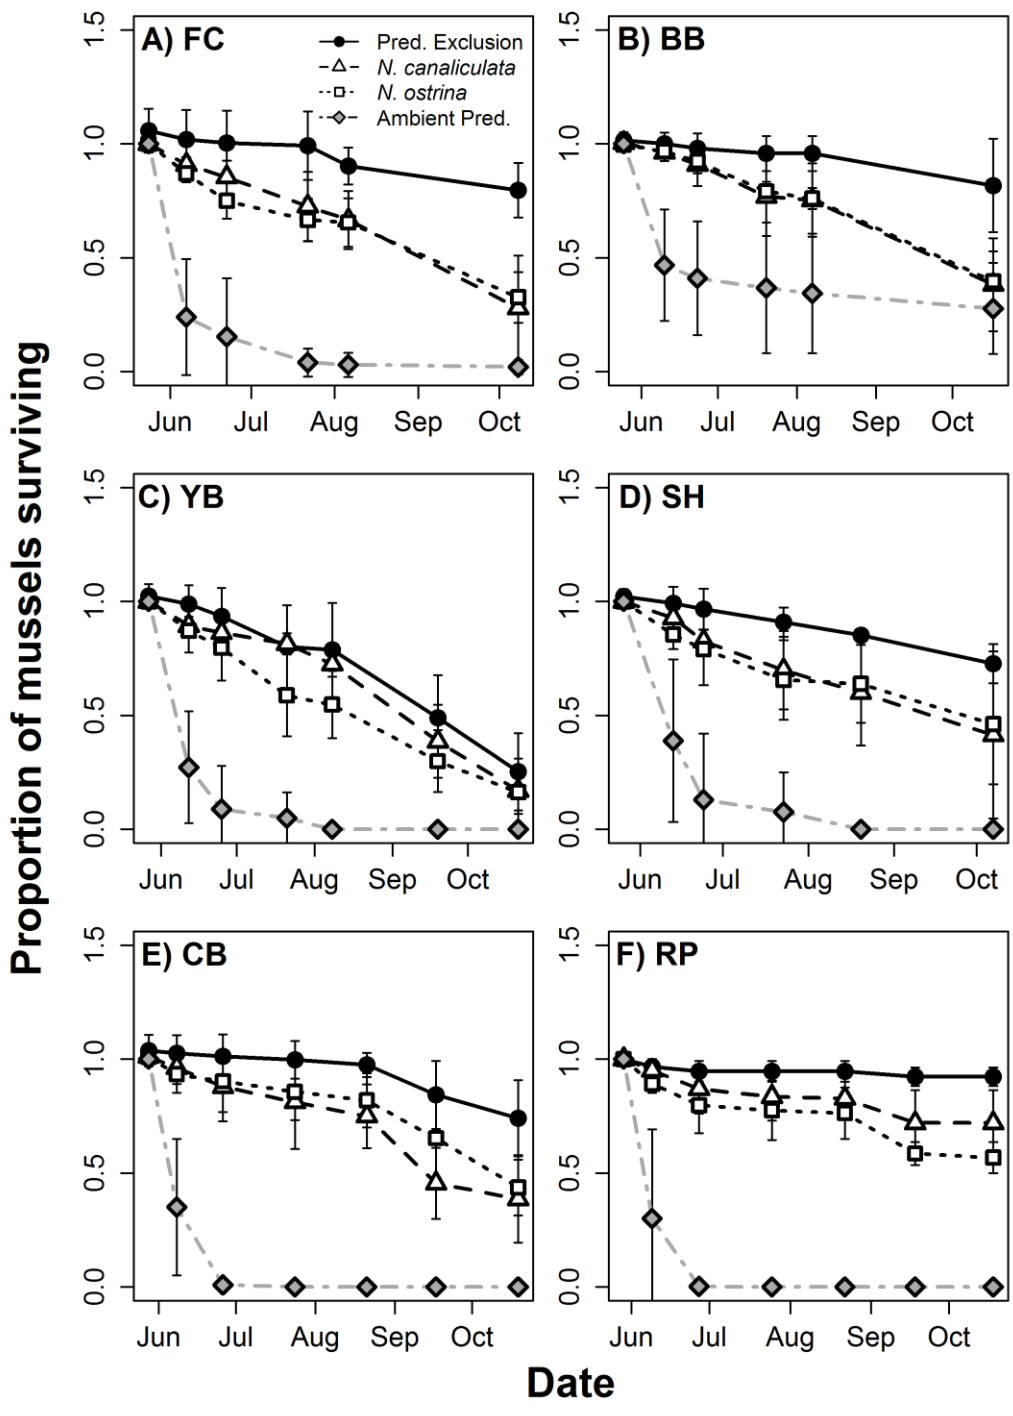 Proportion of mussels surviving
A) FC
Pred. Exclusion
N. canaliculata
N. ostrina
Ambient Pred.
1.5
1.0
0.5
0.0
Jun Jul Aug Sep Oct
B) BB
1.5
1.0
0.5
0.0
Jun Jul Aug Sep Oct
C) YB
1.5
1.0
0.5
0.0
Jun Jul Aug Sep Oct
D) SH
1.5
1.0
0.5
0.0
Jun Jul Aug Sep Oct
E) CB
1.5
1.0
0.5
0.0
Jun Jul Aug Sep Oct
F) RP
1.5
1.0
0.5
0.0
Jun Jul Aug Sep Oct
Date